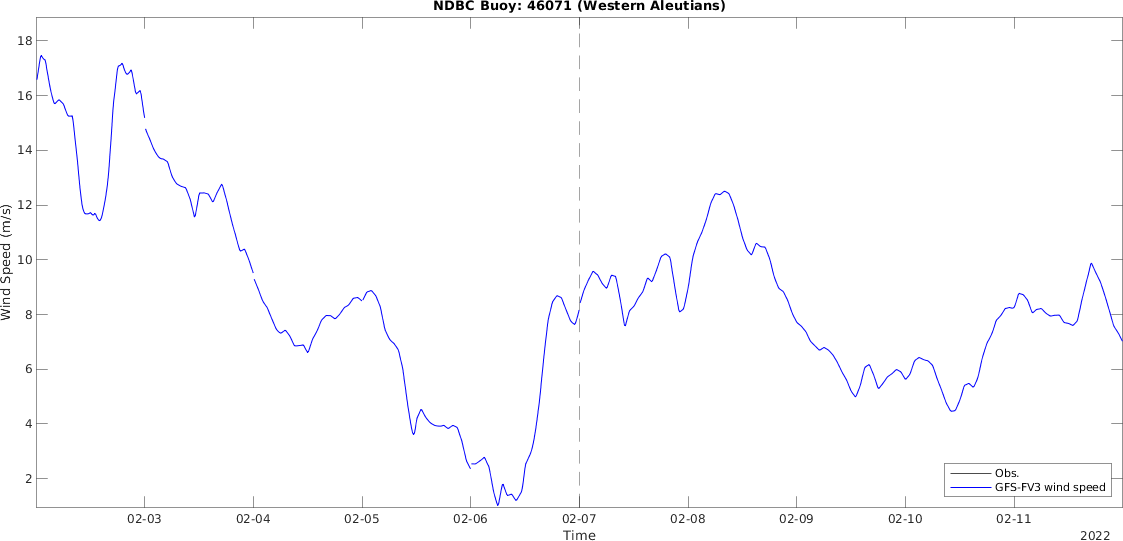 NDBC Buoy: 46071 (Western Aleutians)
18
16
14
12
10
8
6
4
2
Wind Speed (m/s)
Obs.
GFS-FV3 wind speed
02-03 02-04 02-05 02-06 02-07 02-08 02-09 02-10 02-11
Time
2022